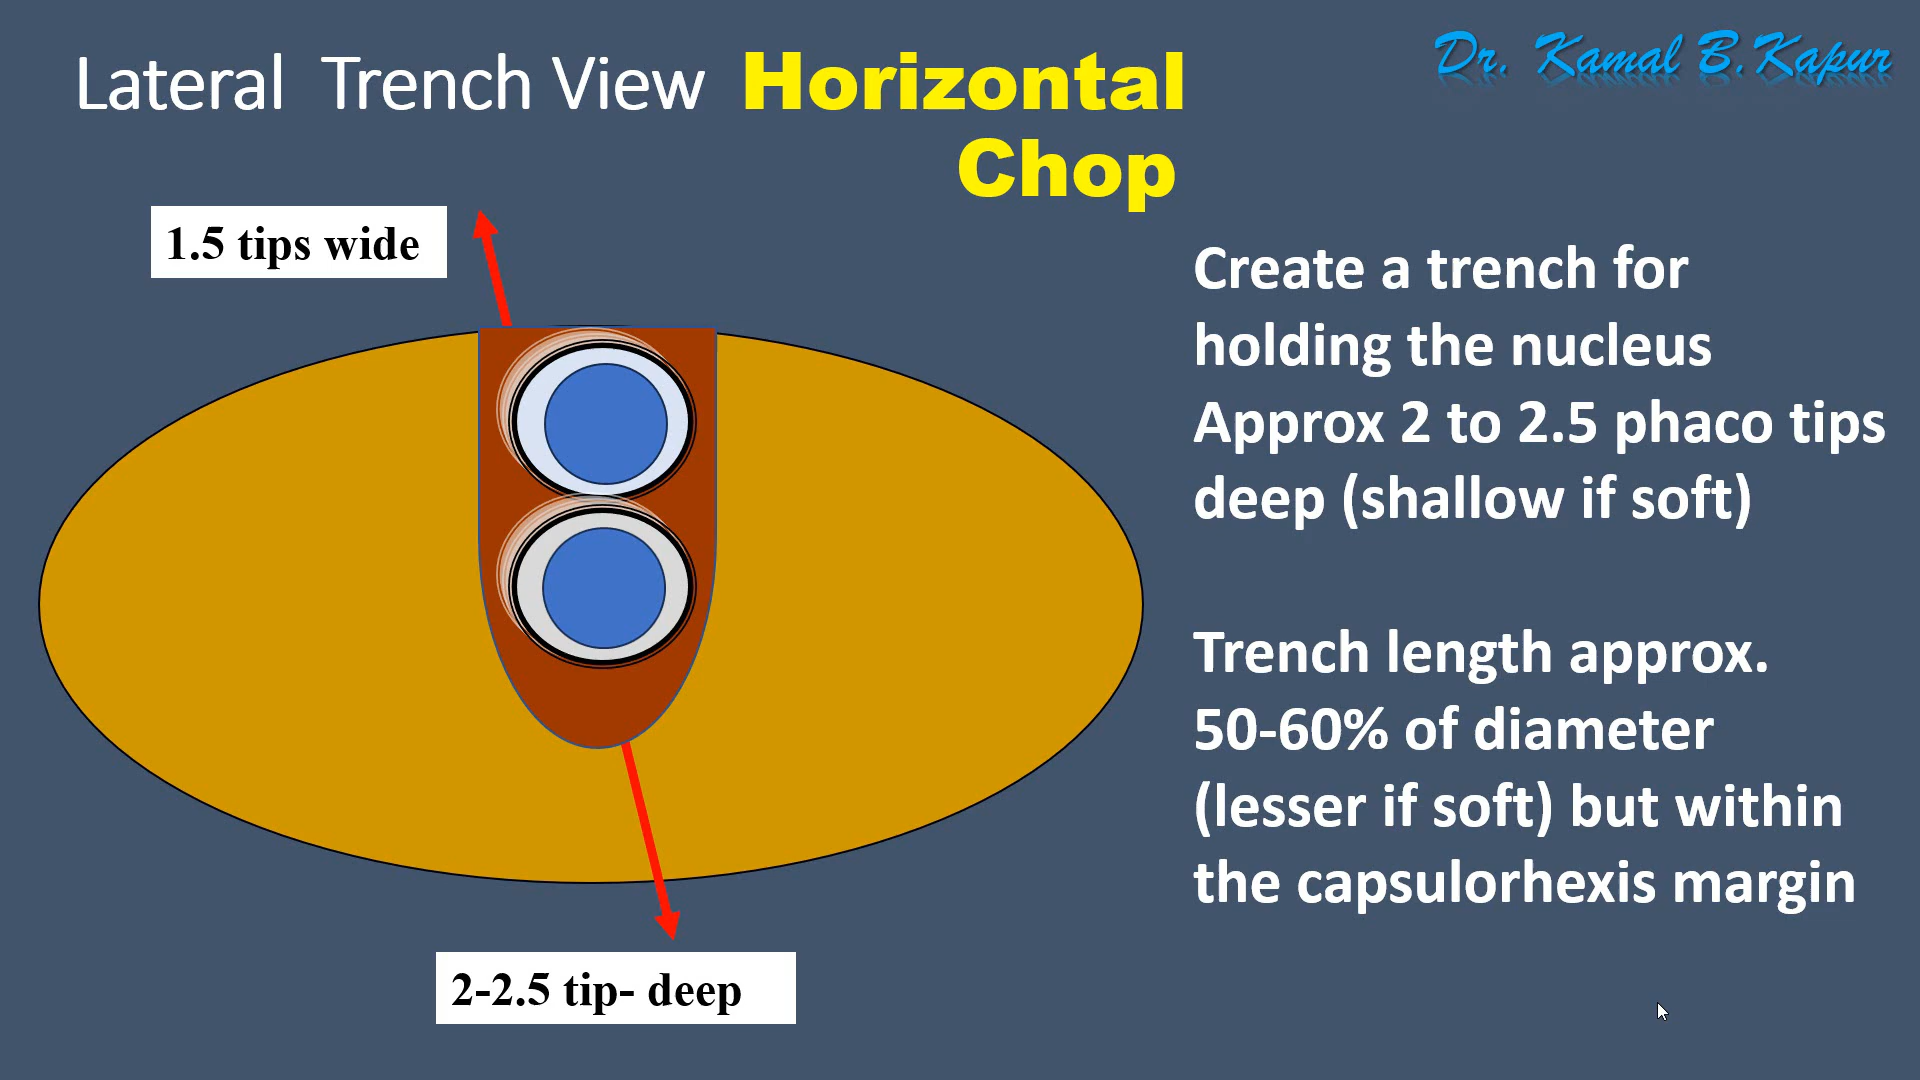 Lateral Trench View Horizontal
Chop
Dr. Kamal B.Kapur
1.5 tips wide
Create a trench for
holding the nucleus
Approx 2 to 2.5 phaco tips
deep (shallow if soft)
Trench length approx.
50-60% of diameter
(lesser if soft) but within
the capsulorhexis margin
2-2.5 tip- deep